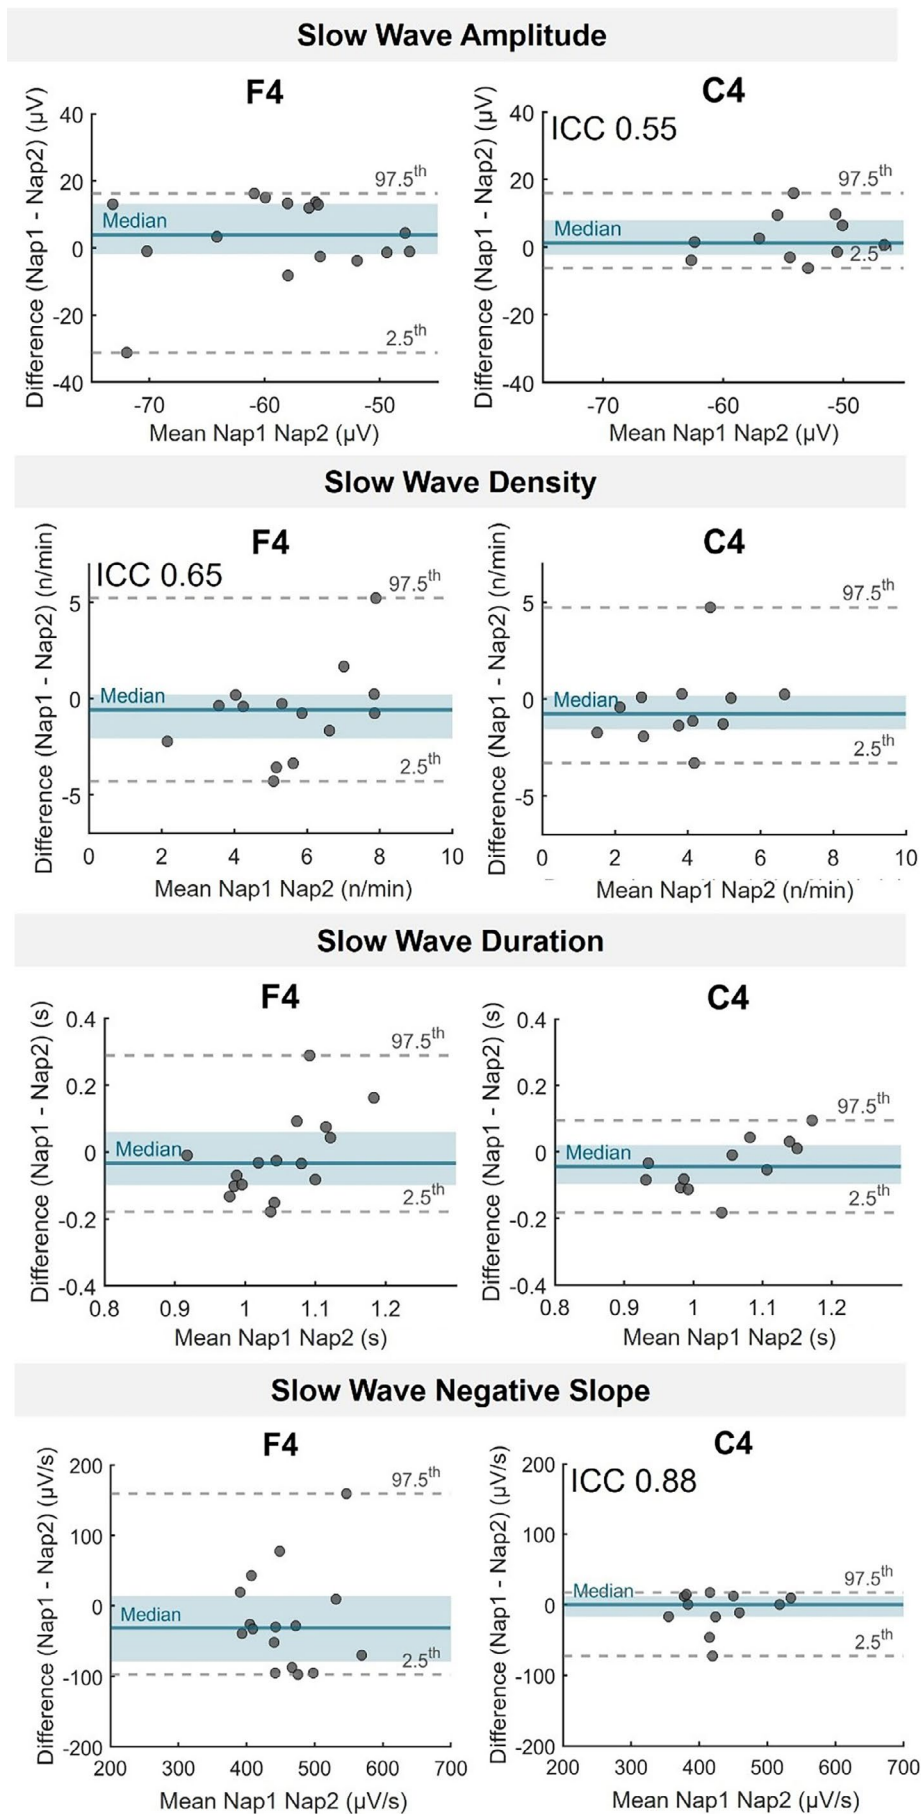 Slow Wave Amplitude
F4
C4
Difference (Nap1 - Nap2) (µV)
40
20
0
-20
-40
97.5th
Median
2.5th
-70
-60
-50
Mean Nap1 Nap2 (µV)
Difference (Nap1 - Nap2) (µV)
40
20
0
-20
-40
ICC 0.55
97.5th
Median
2.5th
-70
-60
-50
Mean Nap1 Nap2 (µV)
Slow Wave Density
F4
C4
Difference (Nap1 - Nap2) (n/min)
5
0
-5
ICC 0.65
97.5th
Median
2.5th
0 2 4 6 8 10
Mean Nap1 Nap2 (n/min)
Difference (Nap1 - Nap2) (n/min)
5
0
-5
97.5th
Median
2.5th
0 2 4 6 8 10
Mean Nap1 Nap2 (n/min)
Slow Wave Duration
F4
C4
Difference (Nap1 - Nap2) (s)
0.4
0.2
0
-0.2
-0.4
97.5th
Median
2.5th
0.8 0.9 1 1.1 1.2
Mean Nap1 Nap2 (s)
Difference (Nap1 - Nap2) (s)
0.4
0.2
0
-0.2
-0.4
97.5th
Median
2.5th
0.8 0.9 1 1.1 1.2
Mean Nap1 Nap2 (s)
Slow Wave Negative Slope
F4
C4
Difference (Nap1 - Nap2) (µV/s)
200
100
0
-100
-200
97.5th
Median
2.5th
200 300 400 500 600 700
Mean Nap1 Nap2 (µV/s)
Difference (Nap1 - Nap2) (µV/s)
200
100
0
-100
-200
ICC 0.88
97.5th
Median
2.5th
200 300 400 500 600 700
Mean Nap1 Nap2 (µV/s)